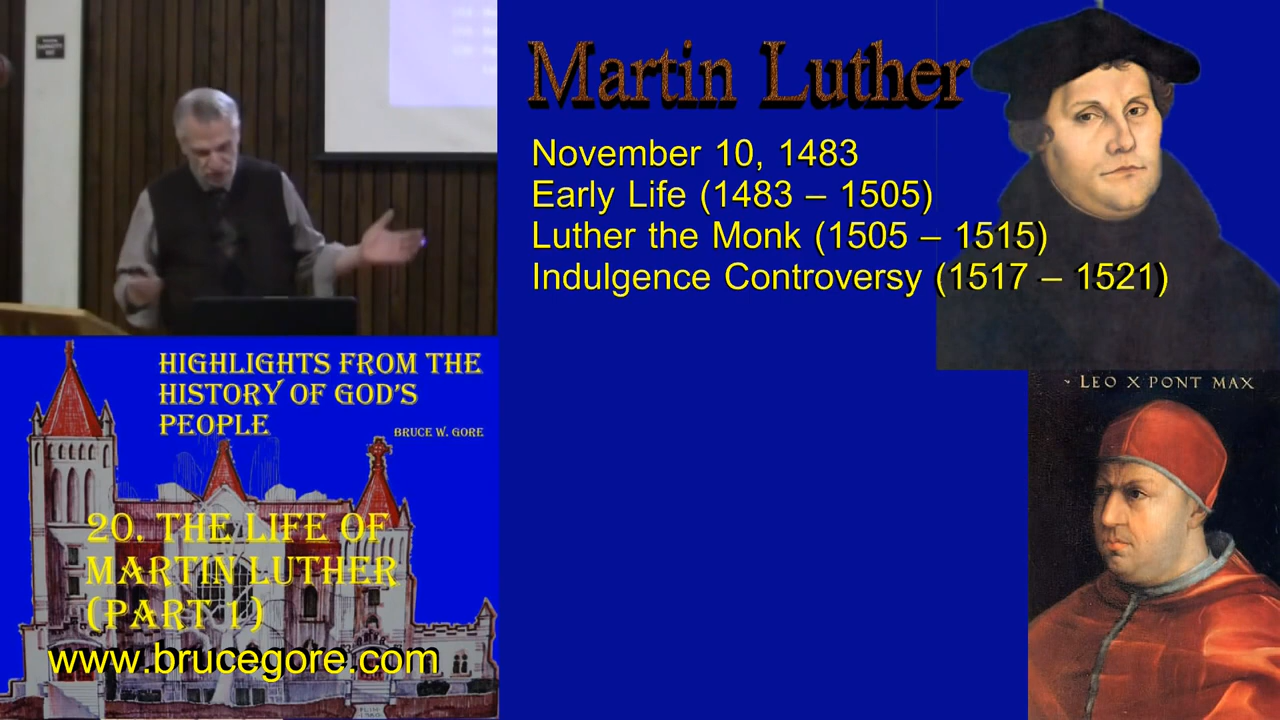 Martin Luther
November 10, 1483
Early Life (1483 – 1505)
Luther the Monk (1505 – 1515)
Indulgence Controversy (1517 – 1521)
LEO X PONT MAX
HIGHLIGHTS FROM THE
HISTORY OF GOD'S
PEOPLE
BRUCE W. GORE
20. THE LIFE OF
MARTIN LUTHER
(PART 1)
www.brucegore.com